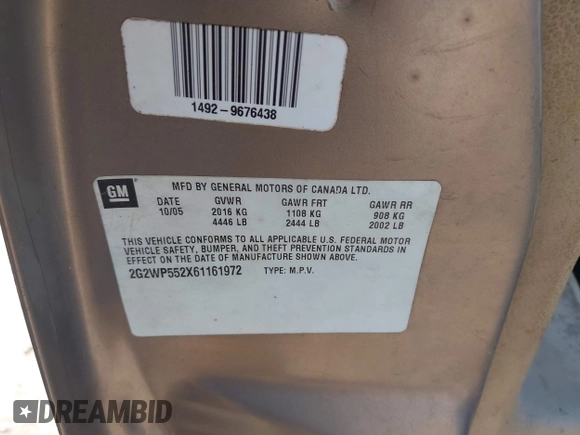 1492-9676438
GM
MFD BY GENERAL MOTORS OF CANADA LTD.
DATE GVWR GAWR FRT GAWR RR
10/05 2016 KG 1108 KG 908 KG
4446 LB 2444 LB 2002 LB
THIS VEHICLE CONFORMS TO ALL APPLICABLE U.S. FEDERAL MOTOR
VEHICLE SAFETY, BUMPER, AND THEFT PREVENTION STANDARDS IN
EFFECT ON THE DATE OF MANUFACTURE SHOWN ABOVE.
2G2WP552X61161972 TYPE: M.P.V.
DREAMBID